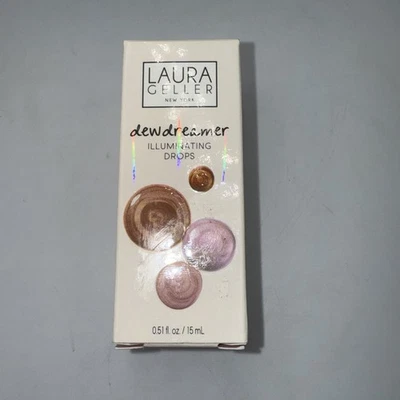 LAURA
GELLER
NEW YORK
dewdreamer
ILLUMINATING
DROPS
0.51 fl. oz. / 15 mL